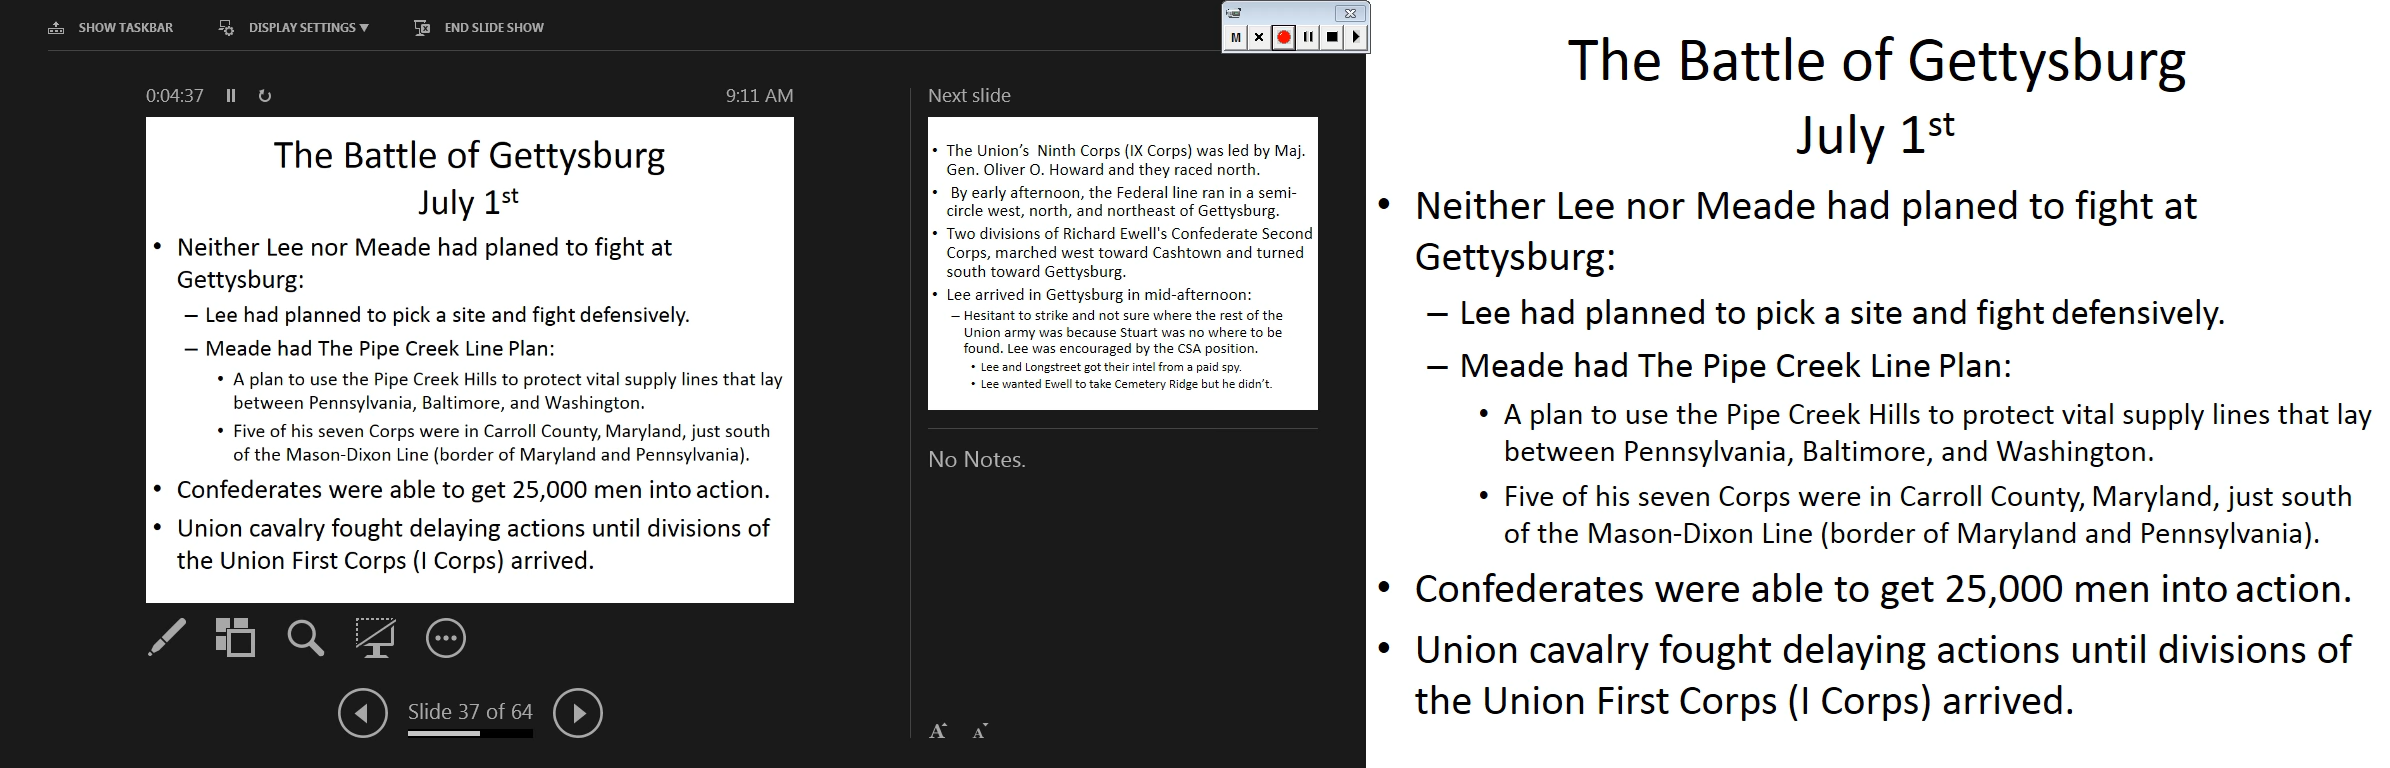 SHOW TASKBAR
DISPLAY SETTINGS ▼
END SLIDE SHOW
M
0:04:37
9:11 AM
The Battle of Gettysburg
July 1st
• Neither Lee nor Meade had planed to fight at
Gettysburg:
– Lee had planned to pick a site and fight defensively.
– Meade had The Pipe Creek Line Plan:
• A plan to use the Pipe Creek Hills to protect vital supply lines that lay
between Pennsylvania, Baltimore, and Washington.
• Five of his seven Corps were in Carroll County, Maryland, just south
of the Mason-Dixon Line (border of Maryland and Pennsylvania).
• Confederates were able to get 25,000 men into action.
• Union cavalry fought delaying actions until divisions of
the Union First Corps (I Corps) arrived.
Slide 37 of 64
Next slide
• The Union’s Ninth Corps (IX Corps) was led by Maj.
Gen. Oliver O. Howard and they raced north.
• By early afternoon, the Federal line ran in a semi-
circle west, north, and northeast of Gettysburg.
• Two divisions of Richard Ewell's Confederate Second
Corps, marched west toward Cashtown and turned
south toward Gettysburg.
• Lee arrived in Gettysburg in mid-afternoon:
– Hesitant to strike and not sure where the rest of the
Union army was because Stuart was no where to be
found. Lee was encouraged by the CSA position.
• Lee and Longstreet got their intel from a paid spy.
• Lee wanted Ewell to take Cemetery Ridge but he didn’t.
No Notes.
A A
The Battle of Gettysburg
July 1st
• Neither Lee nor Meade had planed to fight at
Gettysburg:
– Lee had planned to pick a site and fight defensively.
– Meade had The Pipe Creek Line Plan:
• A plan to use the Pipe Creek Hills to protect vital supply lines that lay
between Pennsylvania, Baltimore, and Washington.
• Five of his seven Corps were in Carroll County, Maryland, just south
of the Mason-Dixon Line (border of Maryland and Pennsylvania).
• Confederates were able to get 25,000 men into action.
• Union cavalry fought delaying actions until divisions of
the Union First Corps (I Corps) arrived.